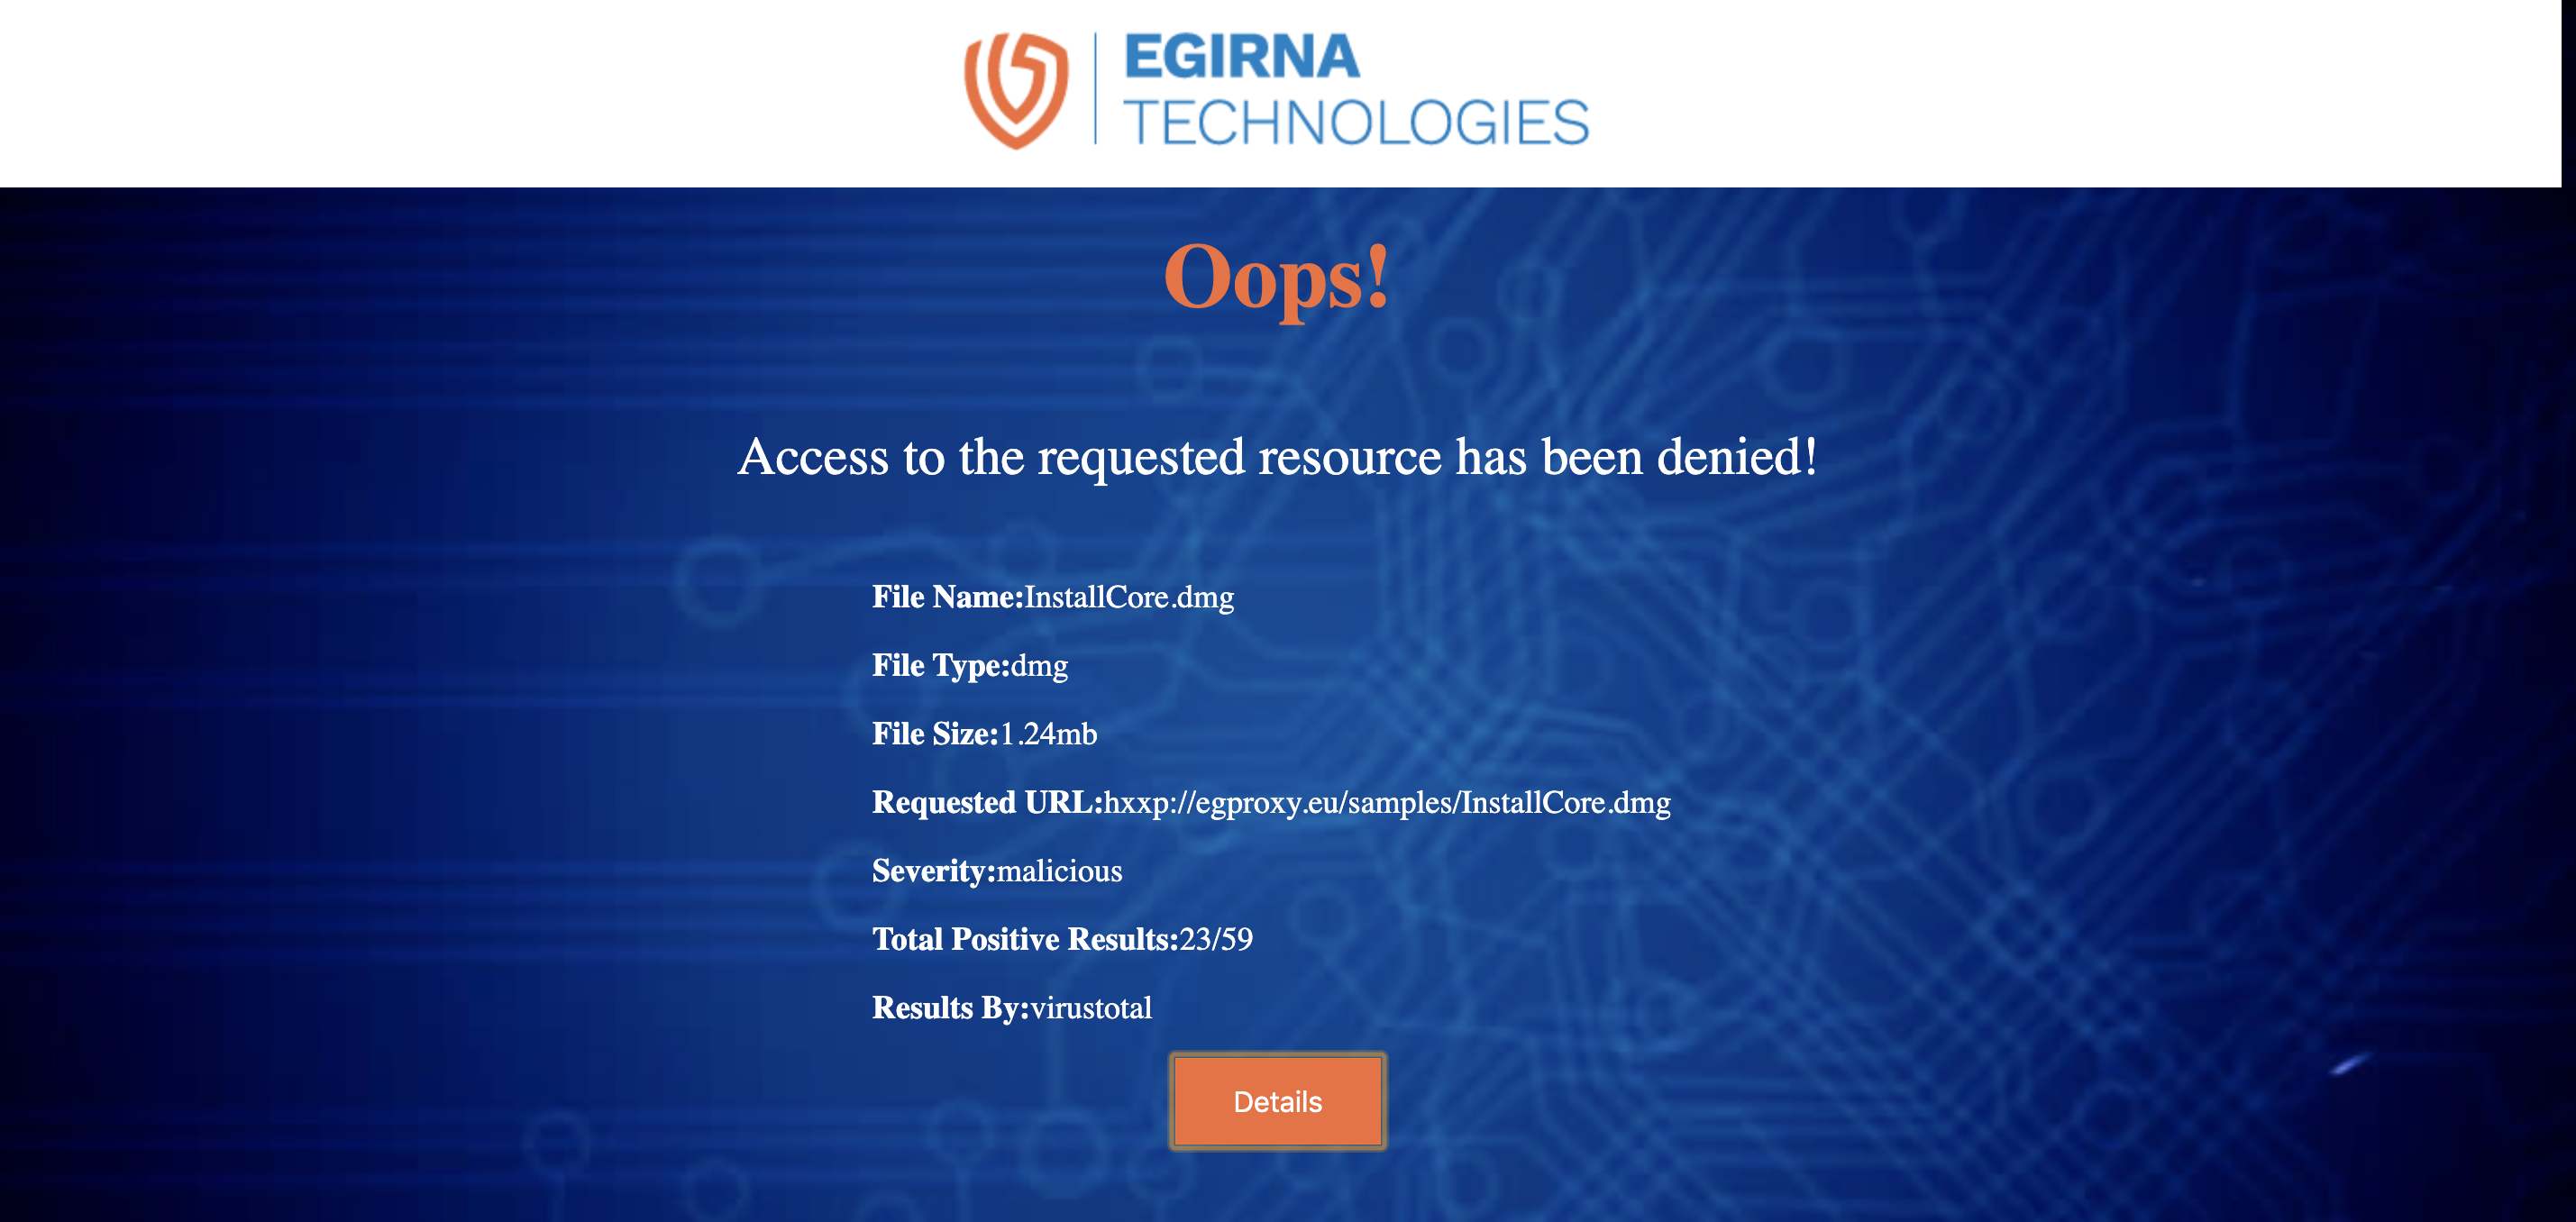 EGIRNA
TECHNOLOGIES
Oops!
Access to the requested resource has been denied!
File Name:InstallCore.dmg
File Type:dmg
File Size:1.24mb
Requested URL:hxxp://egproxy.eu/samples/InstallCore.dmg
Severity:malicious
Total Positive Results:23/59
Results By:virustotal
Details